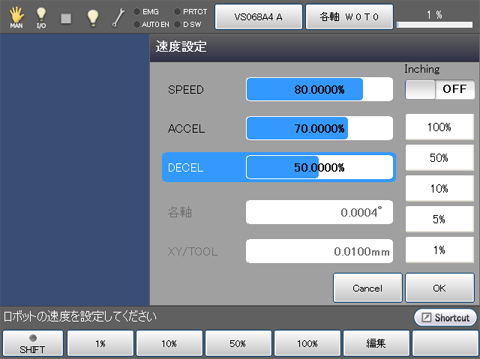 MAN
I/O
EMG
PRTCT
AUTO EN
D SW
VS068A4 A
各軸 W0T0
1 %
速度設定
Inching
OFF
SPEED
80.0000%
ACCEL
70.0000%
DECEL
50.0000%
各軸
0.0004°
XY/TOOL
0.0100mm
100%
50%
10%
5%
1%
Cancel
OK
ロボットの速度を設定してください
Shortcut
SHIFT
1%
10%
50%
100%
編集